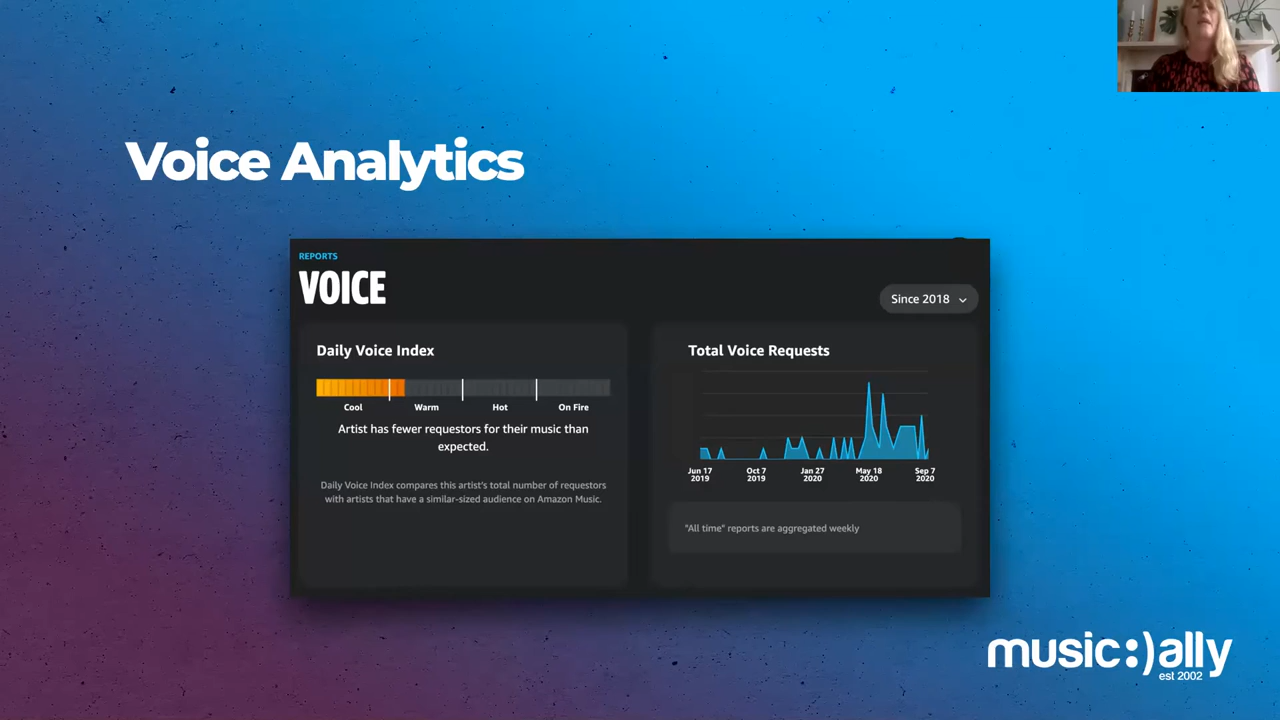 Voice Analytics
REPORTS
VOICE
Since 2018
Daily Voice Index
Cool Warm Hot On Fire
Artist has fewer requestors for their music than
expected.
Daily Voice Index compares this artist's total number of requestors
with artists that have a similar-sized audience on Amazon Music.
Total Voice Requests
Jun 17 Oct 7 Jan 27 May 18 Sep 7
2019 2019 2020 2020 2020
"All time" reports are aggregated weekly
music:)ally
est 2002